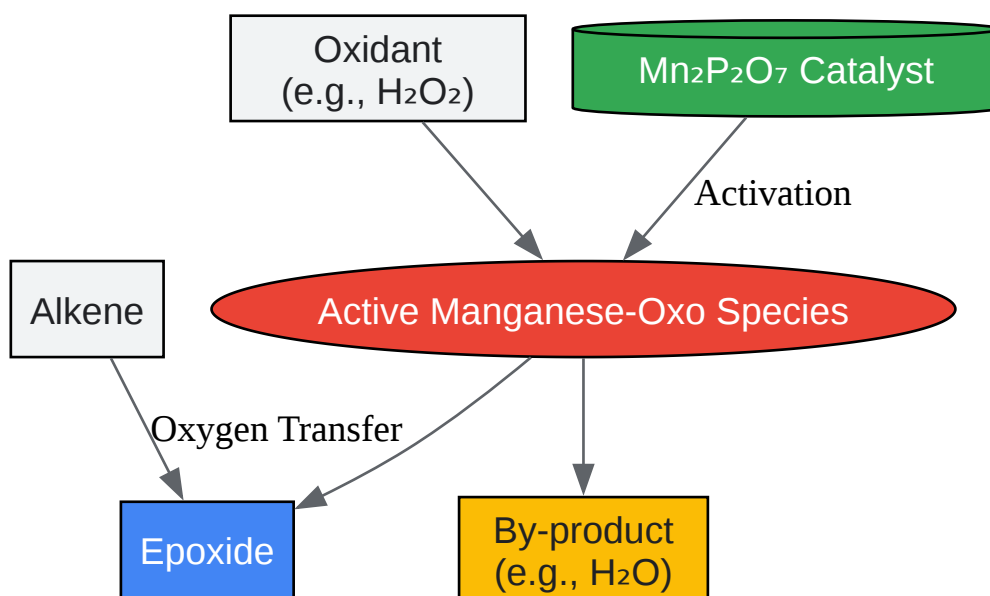 Oxidant
(e.g., H₂O₂)
Mn₂P₂O₇ Catalyst
Activation
Alkene
Active Manganese-Oxo Species
Oxygen Transfer
Epoxide
By-product
(e.g., H₂O)